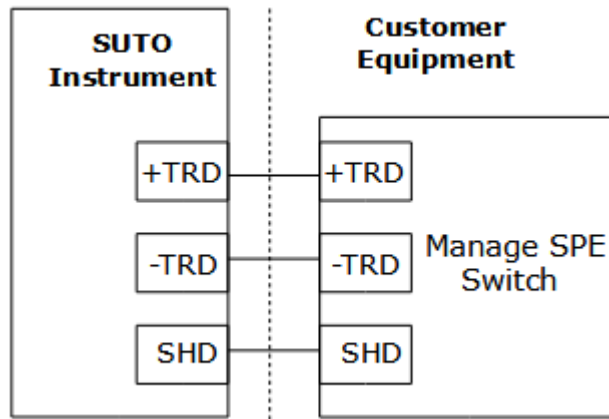 SUTO
Instrument
Customer
Equipment
+TRD
+TRD
-TRD
-TRD
Manage SPE
Switch
SHD
SHD